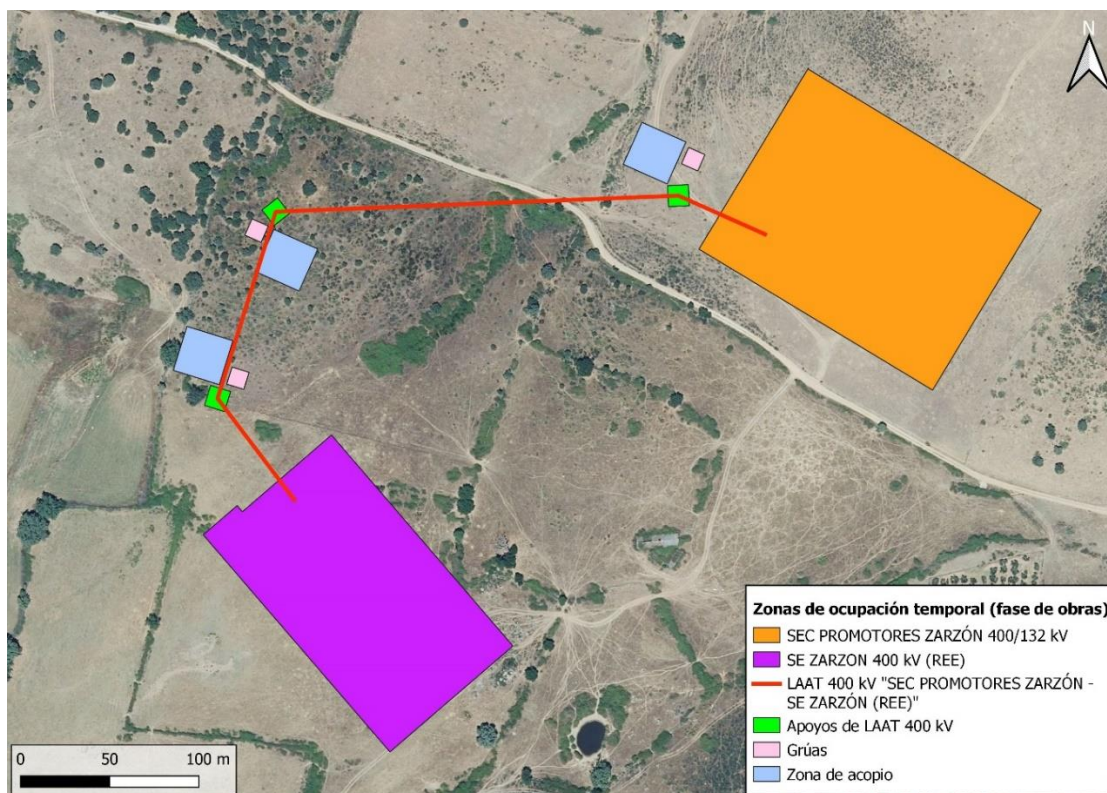 N
Zonas de ocupación temporal (fase de obras)
SEC PROMOTORES ZARZÓN 400/132 kV
SE ZARZON 400 kV (REE)
LAAT 400 kV "SEC PROMOTORES ZARZÓN -
SE ZARZÓN (REE)"
Apoyos de LAAT 400 kV
Grúas
Zona de acopio
0 50 100 m